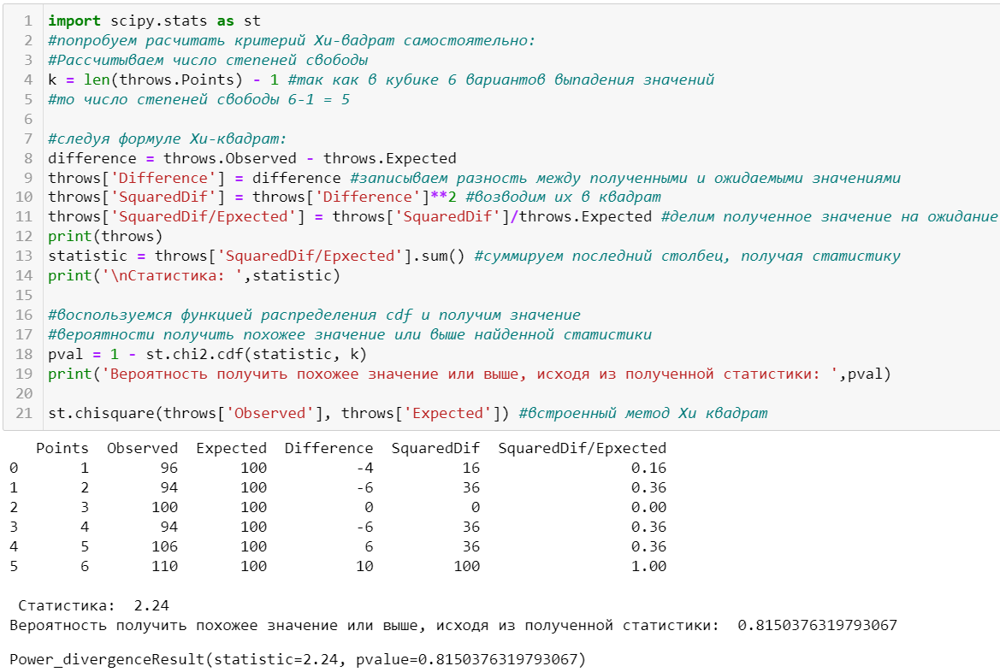 1 import scipy.stats as st
2 #попробуем расчитать критерий Хи-вадрат самостоятельно:
3 #Рассчитываем число степеней свободы
4 k = len(throws.Points) - 1 #так как в кубике 6 вариантов выпадения значений
5 #то число степеней свободы 6-1 = 5
6
7 #следуя формуле Хи-квадрат:
8 difference = throws.Observed - throws.Expected
9 throws['Difference'] = difference #записываем разность между полученными и ожидаемыми значениями
10 throws['SquaredDif'] = throws['Difference']**2 #возводим их в квадрат
11 throws['SquaredDif/Epxected'] = throws['SquaredDif']/throws.Expected #делим полученное значение на ожидание
12 print(throws)
13 statistic = throws['SquaredDif/Epxected'].sum() #суммируем последний столбец, получая статистику
14 print('\nСтатистика: ',statistic)
15
16 #воспользуемся функцией распределения cdf и получим значение
17 #вероятности получить похожее значение или выше найденной статистики
18 pval = 1 - st.chi2.cdf(statistic, k)
19 print('Вероятность получить похожее значение или выше, исходя из полученной статистики: ',pval)
20
21 st.chisquare(throws['Observed'], throws['Expected']) #встроенный метод Хи квадрат
Points Observed Expected Difference SquaredDif SquaredDif/Epxected
0 1 96 100 -4 16 0.16
1 2 94 100 -6 36 0.36
2 3 100 100 0 0 0.00
3 4 94 100 -6 36 0.36
4 5 106 100 6 36 0.36
5 6 110 100 10 100 1.00
Статистика: 2.24
Вероятность получить похожее значение или выше, исходя из полученной статистики: 0.8150376319793067
Power_divergenceResult(statistic=2.24, pvalue=0.8150376319793067)